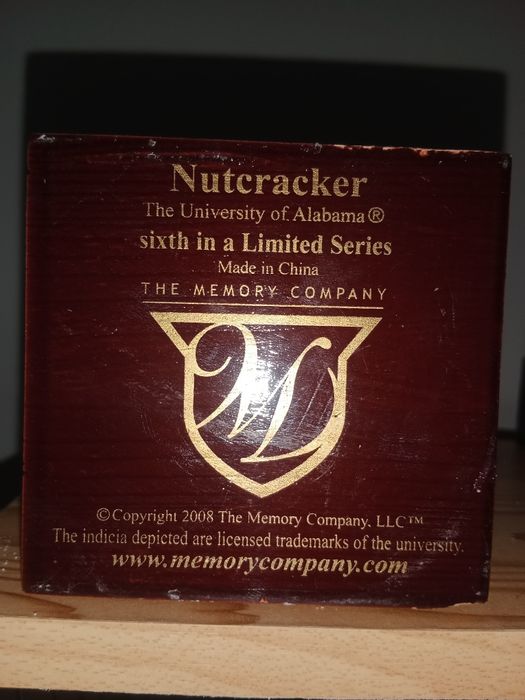 Nutcracker
The University of Alabama®
sixth in a Limited Series
Made in China
THE MEMORY COMPANY
M
©Copyright 2008 The Memory Company, LLC™
The indicia depicted are licensed trademarks of the university.
www.memorycompany.com